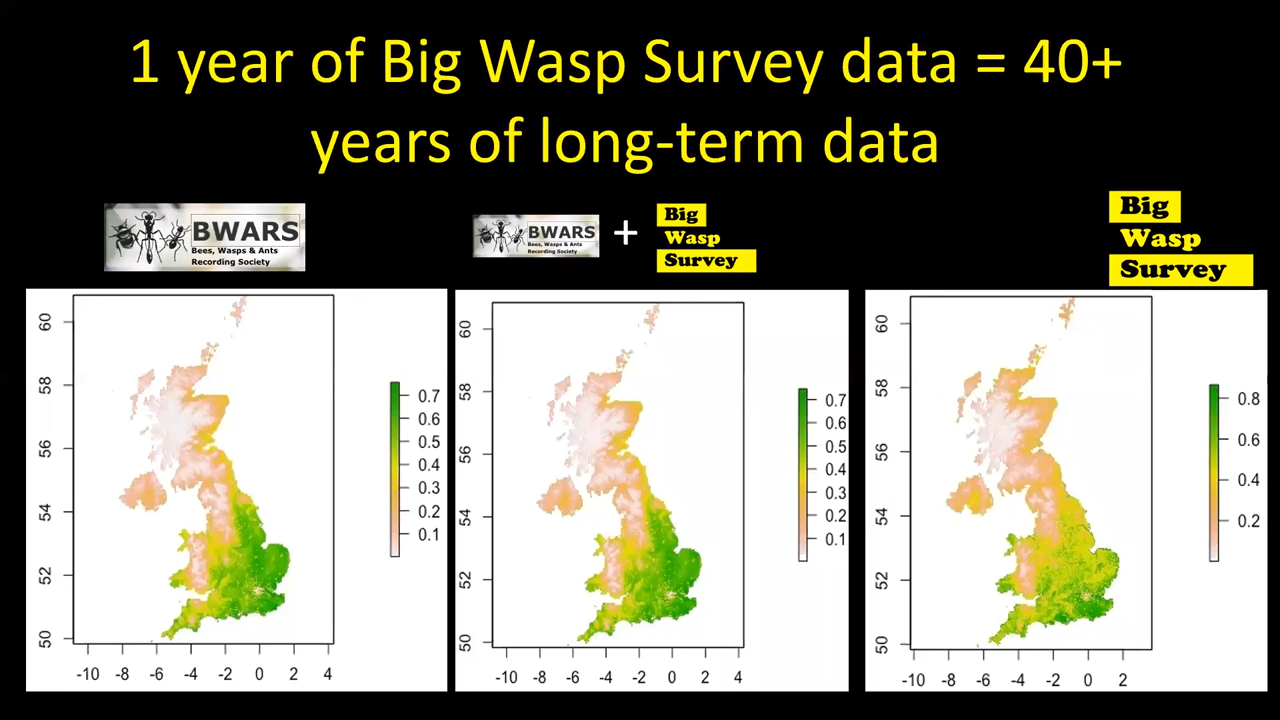 1 year of Big Wasp Survey data = 40+
years of long-term data
BWARS
Bees, Wasps & Ants
Recording Society
BWARS
Bees, Wasps & Ants
Recording Society
+
Big
Wasp
Survey
Big
Wasp
Survey
60
58
56
54
52
50
-10 -8 -6 -4 -2 0 2 4
0.7
0.6
0.5
0.4
0.3
0.2
0.1
60
58
56
54
52
50
-10 -8 -6 -4 -2 0 2 4
0.7
0.6
0.5
0.4
0.3
0.2
0.1
60
58
56
54
52
50
-10 -8 -6 -4 -2 0 2
0.8
0.6
0.4
0.2